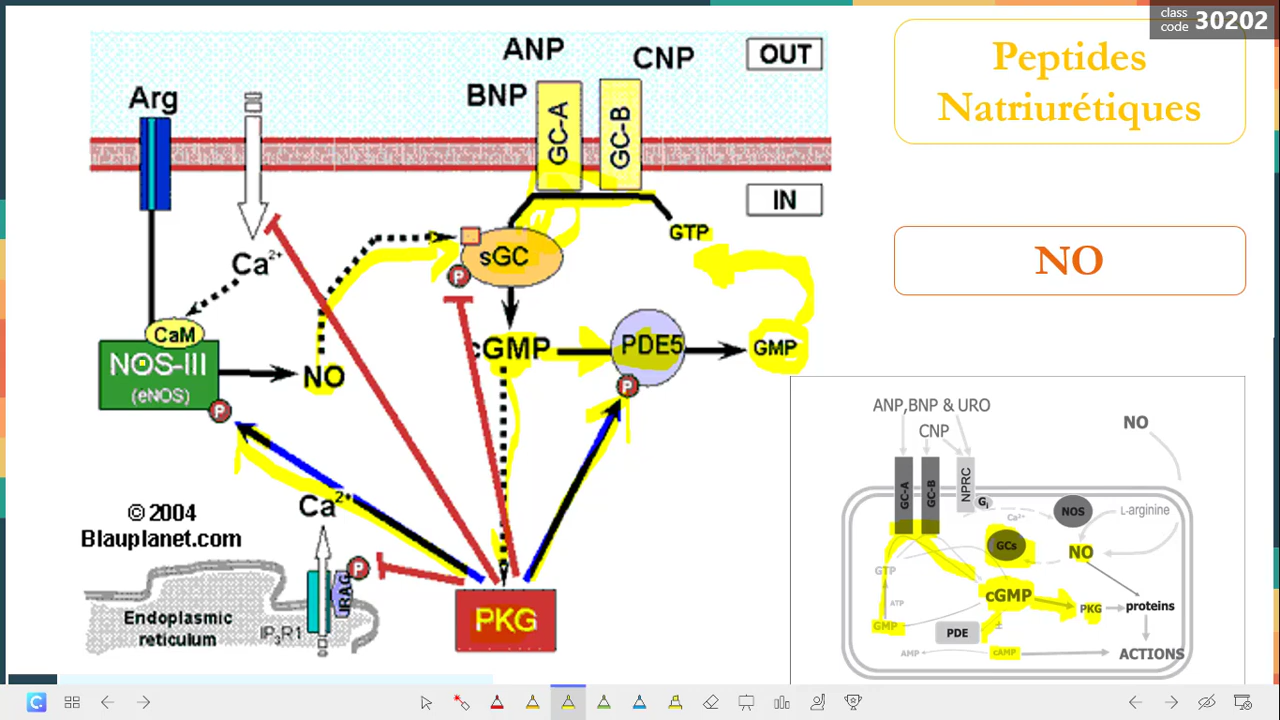 class
code 30202
Peptides
Natriurétiques
NO
ANP
CNP
OUT
BNP
Arg
GC-A
GC-B
IN
GTP
sGC
P
Ca2+
CaM
NOS-III
(eNOS)
P
NO
cGMP
PDE5
GMP
P
Ca2+
© 2004
Blauplanet.com
P
IRAG
Endoplasmic
reticulum
IP3R1
PKG
ANP,BNP & URO
CNP
NO
GC-A
GC-B
NPRC
Gi
Ca2+
NOS
L-arginine
GCs
NO
GTP
ATP
cGMP
PKG
proteins
GMP
PDE
±
AMP
cAMP
ACTIONS
C